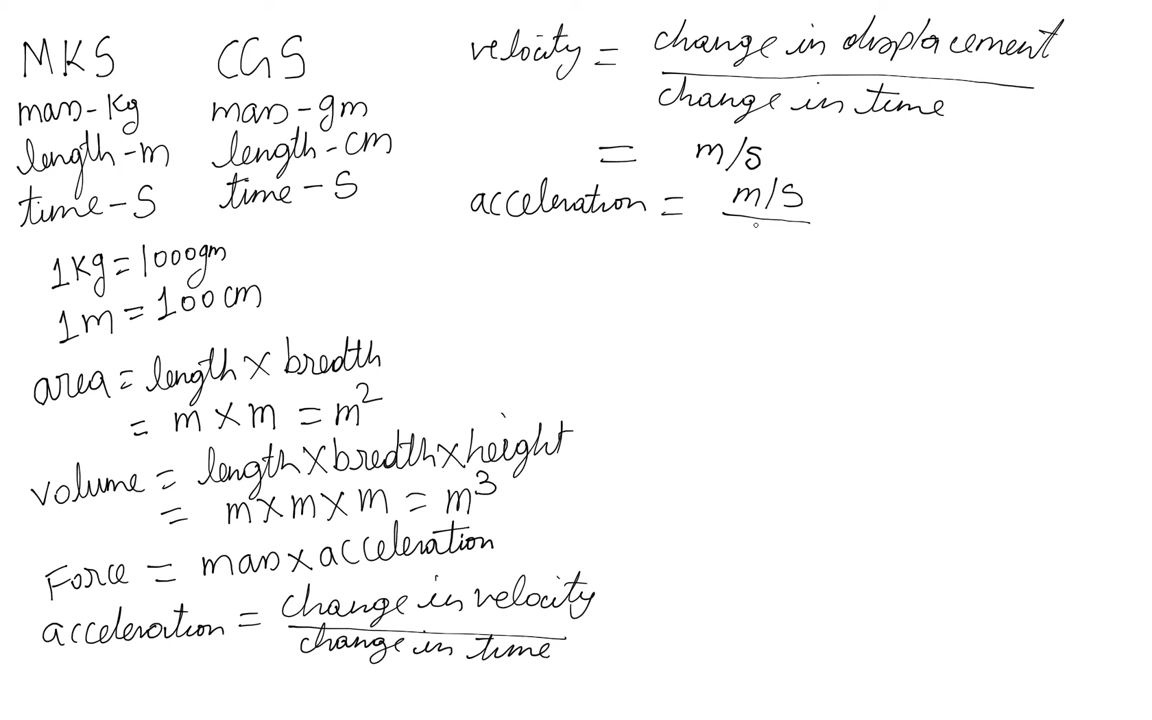 MKS CGS
mass-Kg mass-gm
length-m length-cm
time-S time-S
1Kg=1000gm
1m=100cm
area=length×bredth
=m×m=m²
volume=length×bredth×height
=m×m×m=m³
Force=mass×acceleration
acceleration=change in velocity
change in time
velocity=change in displacement
change in time
=m/s
acceleration=m/s